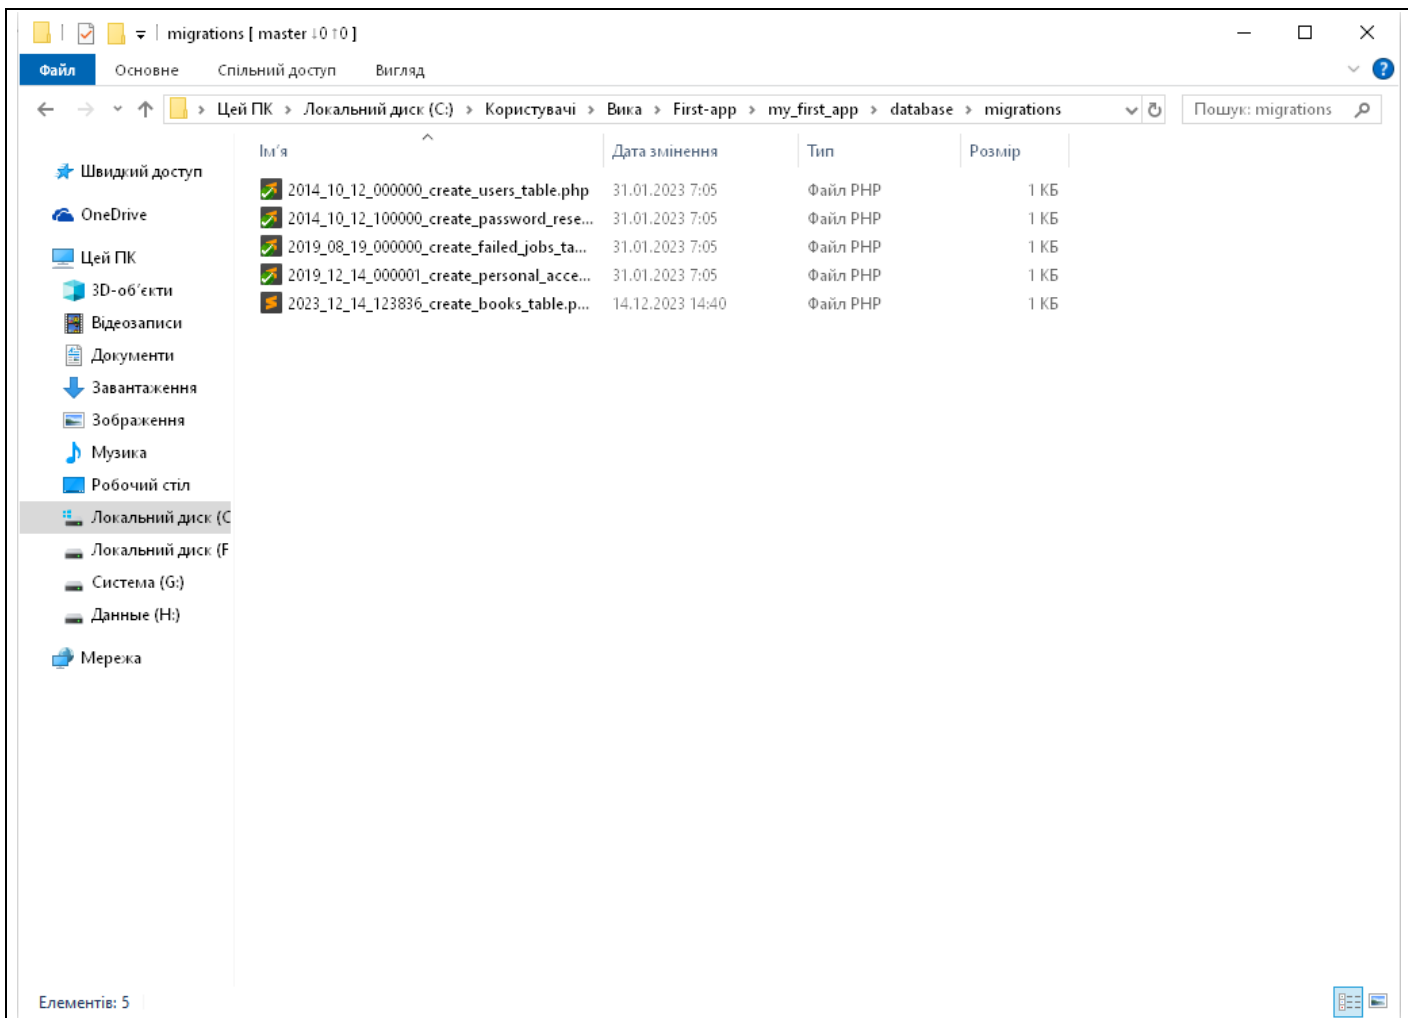 migrations [ master ↓0 ↑0 ]
Файл Основне Спільний доступ Вигляд
Цей ПК > Локальний диск (C:) > Користувачі > Вика > First-app > my_first_app > database > migrations
Пошук: migrations
Ім'я Дата змінення Тип Розмір
2014_10_12_000000_create_users_table.php 31.01.2023 7:05 Файл PHP 1 КБ
2014_10_12_100000_create_password_rese... 31.01.2023 7:05 Файл PHP 1 КБ
2019_08_19_000000_create_failed_jobs_ta... 31.01.2023 7:05 Файл PHP 1 КБ
2019_12_14_000001_create_personal_acce... 31.01.2023 7:05 Файл PHP 1 КБ
2023_12_14_123836_create_books_table.p... 14.12.2023 14:40 Файл PHP 1 КБ
Швидкий доступ
OneDrive
Цей ПК
3D-об'єкти
Відеозаписи
Документи
Завантаження
Зображення
Музика
Робочий стіл
Локальний диск (C
Локальний диск (F
Система (G:)
Данные (H:)
Мережа
Елементів: 5